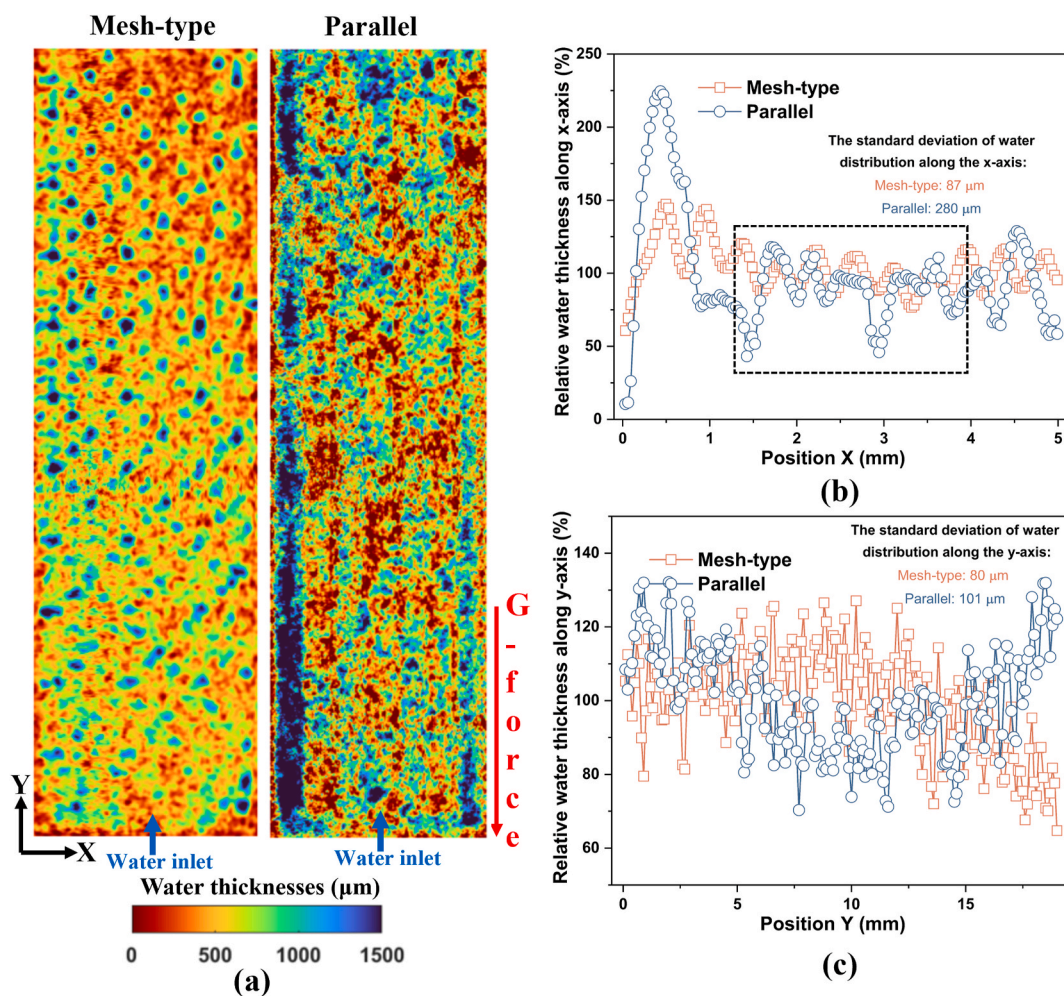 Mesh-type
Parallel
G
-
f
o
r
c
e
Y
X
Water inlet
Water inlet
Water thicknesses (μm)
0 500 1000 1500
(a)
Relative water thickness along x-axis (%)
250
200
150
100
50
0
Mesh-type
Parallel
The standard deviation of water
distribution along the x-axis:
Mesh-type: 87 μm
Parallel: 280 μm
0 1 2 3 4 5
Position X (mm)
(b)
Relative water thickness along y-axis (%)
140
120
100
80
60
Mesh-type
Parallel
The standard deviation of water
distribution along the y-axis:
Mesh-type: 80 μm
Parallel: 101 μm
0 5 10 15
Position Y (mm)
(c)